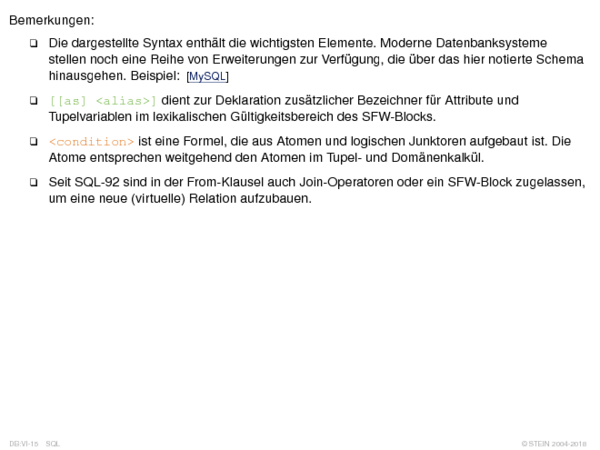 Bemerkungen:
❑ Die dargestellte Syntax enthält die wichtigsten Elemente. Moderne Datenbanksysteme
stellen noch eine Reihe von Erweiterungen zur Verfügung, die über das hier notierte Schema
hinausgehen. Beispiel: [MySQL]
❑ [[as] <alias>] dient zur Deklaration zusätzlicher Bezeichner für Attribute und
Tupelvariablen im lexikalischen Gültigkeitsbereich des SFW-Blocks.
❑ <condition> ist eine Formel, die aus Atomen und logischen Junktoren aufgebaut ist. Die
Atome entsprechen weitgehend den Atomen im Tupel- und Domänenkalkül.
❑ Seit SQL-92 sind in der From-Klausel auch Join-Operatoren oder ein SFW-Block zugelassen,
um eine neue (virtuelle) Relation aufzubauen.
DB:VI-15 SQL © STEIN 2004-2018